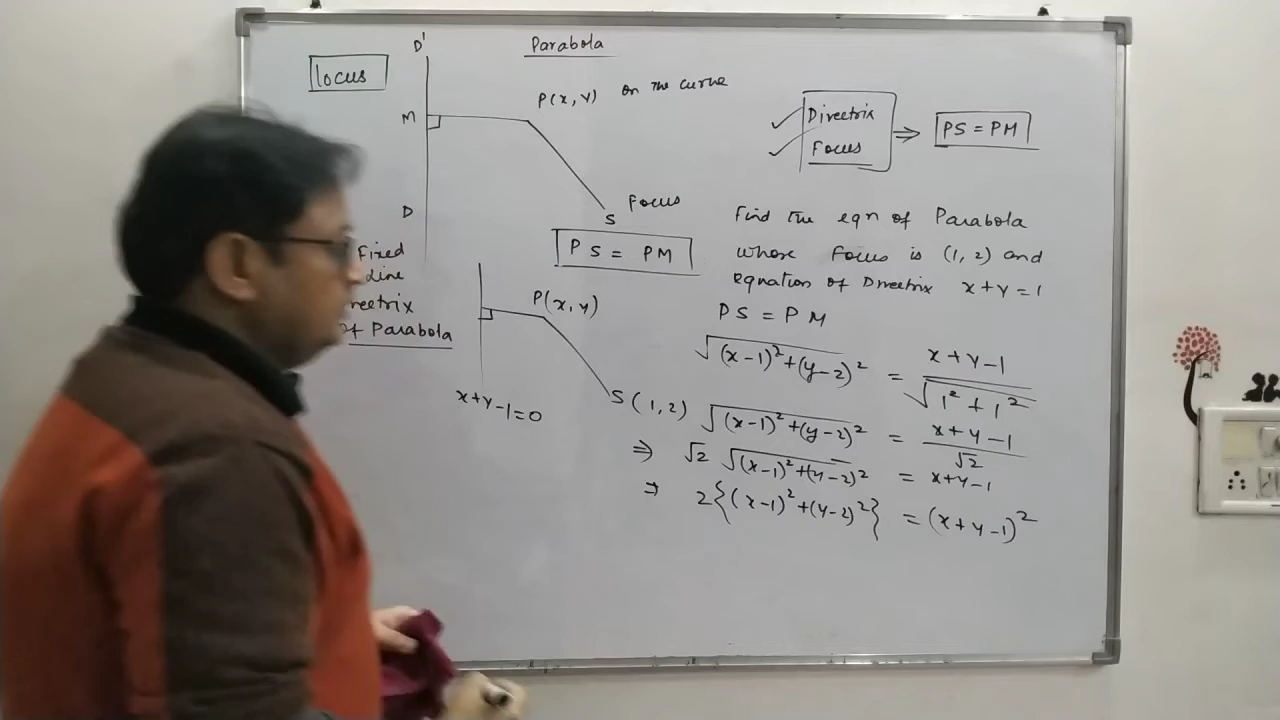 Parabola
locus
D'
M
D
P(x, y) on the curve
S Focus
PS = PM
Fixed
Line
rectrix
of Parabola
Directrix
Focus
⇒ PS = PM
Find the eqn of Parabola
whose focus is (1, 2) and
equation of Directrix x+y=1
PS = PM
√(x-1)²+(y-2)² = x+y-1/√1²+1²
P(x, y)
S(1, 2)
x+y-1=0
√(x-1)²+(y-2)² = x+y-1/√2
⇒ √2 √(x-1)²+(y-2)² = x+y-1
⇒ 2{(x-1)²+(y-2)²} = (x+y-1)²